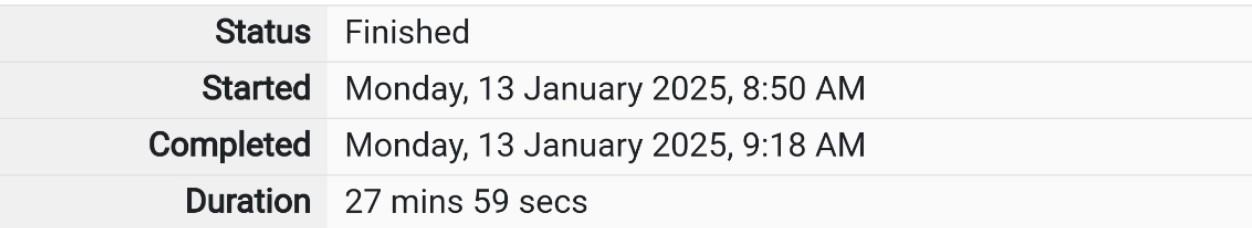 Status Finished
Started Monday, 13 January 2025, 8:50 AM
Completed Monday, 13 January 2025, 9:18 AM
Duration 27 mins 59 secs